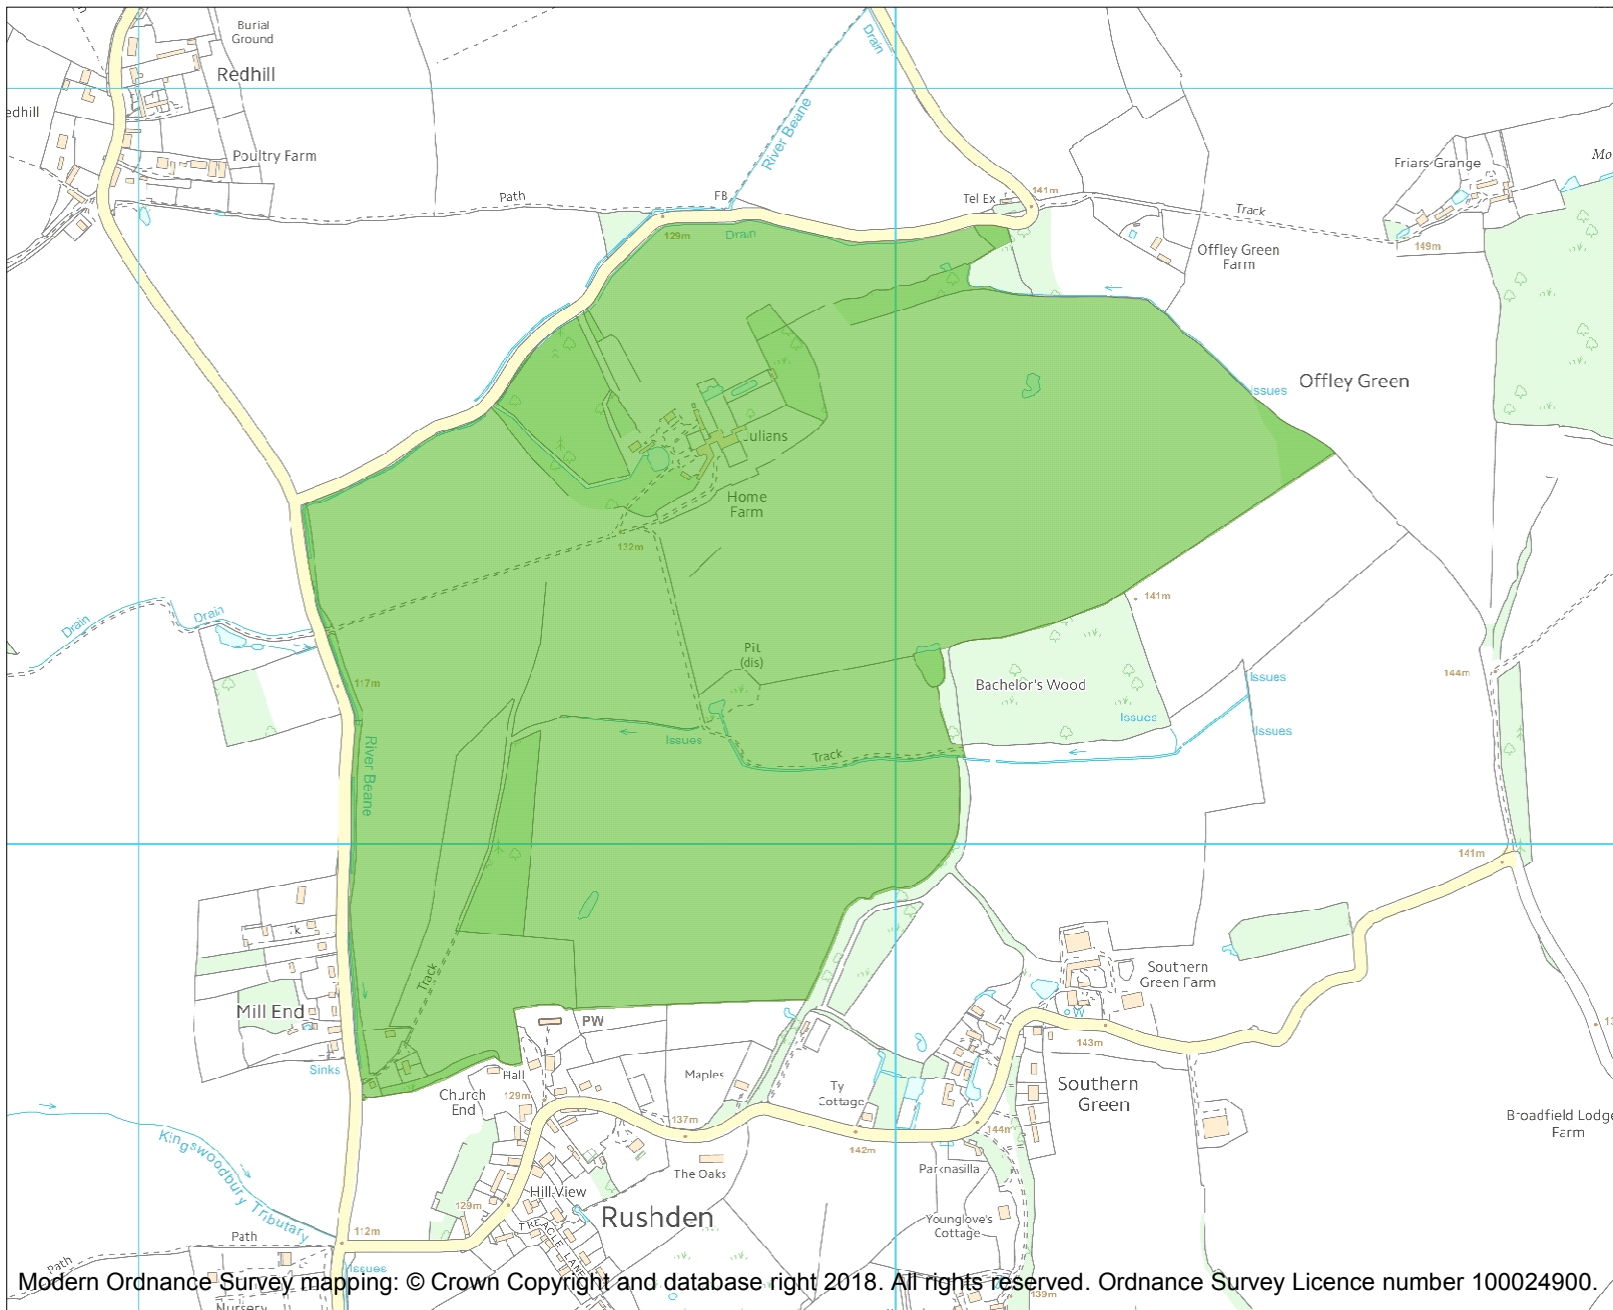 Burial
Ground
Drain
Redhill
edhill
River Beane
Poultry Farm
Friars Grange
Mo
Path
FB
Tel Ex
141m
Track
129m
Drain
149m
Offley Green
Farm
Issues
Offley Green
Julians
Home
Farm
132m
141m
Drain
Drain
Pit
(dis)
144m
Issues
117m
Bachelor's Wood
Issues
Issues
Issues
River Beane
Track
141m
Track
Southern
Green Farm
Mill End
PW
W
143m
Sinks
Hall
Maples
Ty
Cottage
Southern
Green
Church
End
129m
137m
144m
Broadfield Lodge
Farm
142m
Kingswoodbury Tributary
The Oaks
Parknasilla
Hill View
129m
Rushden
Younglove's
Cottage
TREACLE LANE
112m
Path
Path
Issues
139m
Nursery
Modern Ordnance Survey mapping: © Crown Copyright and database right 2018. All rights reserved. Ordnance Survey Licence number 100024900.